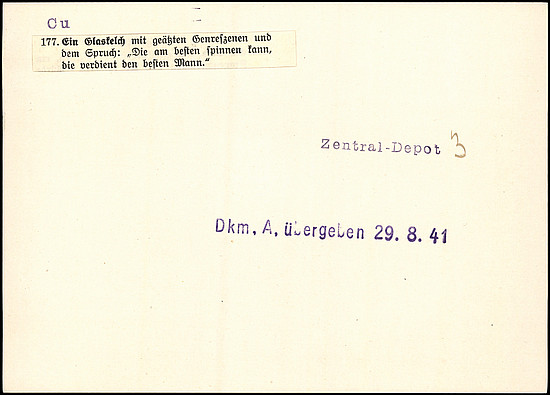 Cu
177. Ein Glaskelch mit geätzten Genreszenen und
dem Spruch: „Die am besten spinnen kann,
die verdient den besten Mann.“
Zentral-Depot 3
Dkm. A. übergeben 29. 8. 41